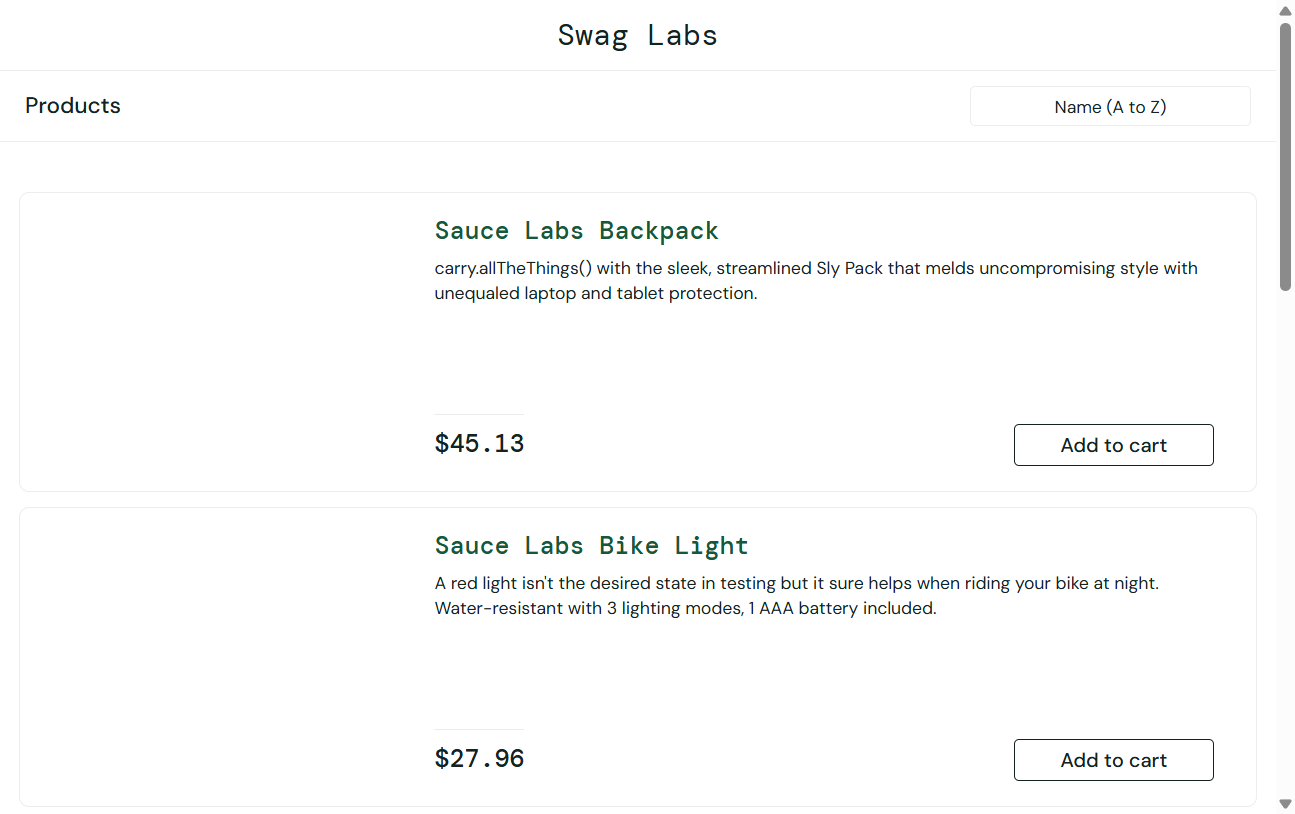 Swag Labs
Products
Name (A to Z)
Sauce Labs Backpack
carry.allTheThings() with the sleek, streamlined Sly Pack that melds uncompromising style with
unequaled laptop and tablet protection.
$45.13
Add to cart
Sauce Labs Bike Light
A red light isn't the desired state in testing but it sure helps when riding your bike at night.
Water-resistant with 3 lighting modes, 1 AAA battery included.
$27.96
Add to cart